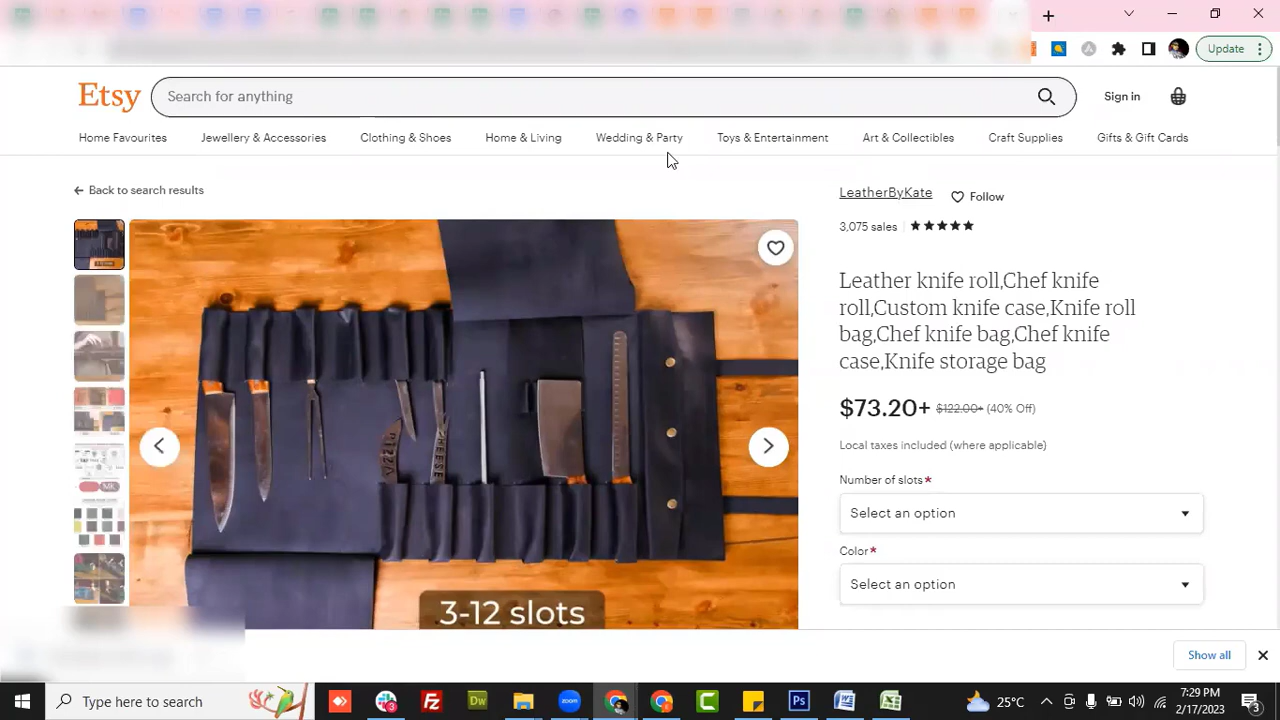 Update
Etsy
Search for anything
Sign in
Home Favourites
Jewellery & Accessories
Clothing & Shoes
Home & Living
Wedding & Party
Toys & Entertainment
Art & Collectibles
Craft Supplies
Gifts & Gift Cards
Back to search results
LeatherByKate
Follow
3,075 sales
Leather knife roll,Chef knife
roll,Custom knife case,Knife roll
bag,Chef knife bag,Chef knife
case,Knife storage bag
$73.20+ $122.00+ (40% Off)
Local taxes included (where applicable)
Number of slots*
Select an option
Color*
Select an option
PIZZA
CHEESE
3-12 slots
Show all
Type here to search
Dw
Ps
25°C
7:29 PM
2/17/2023